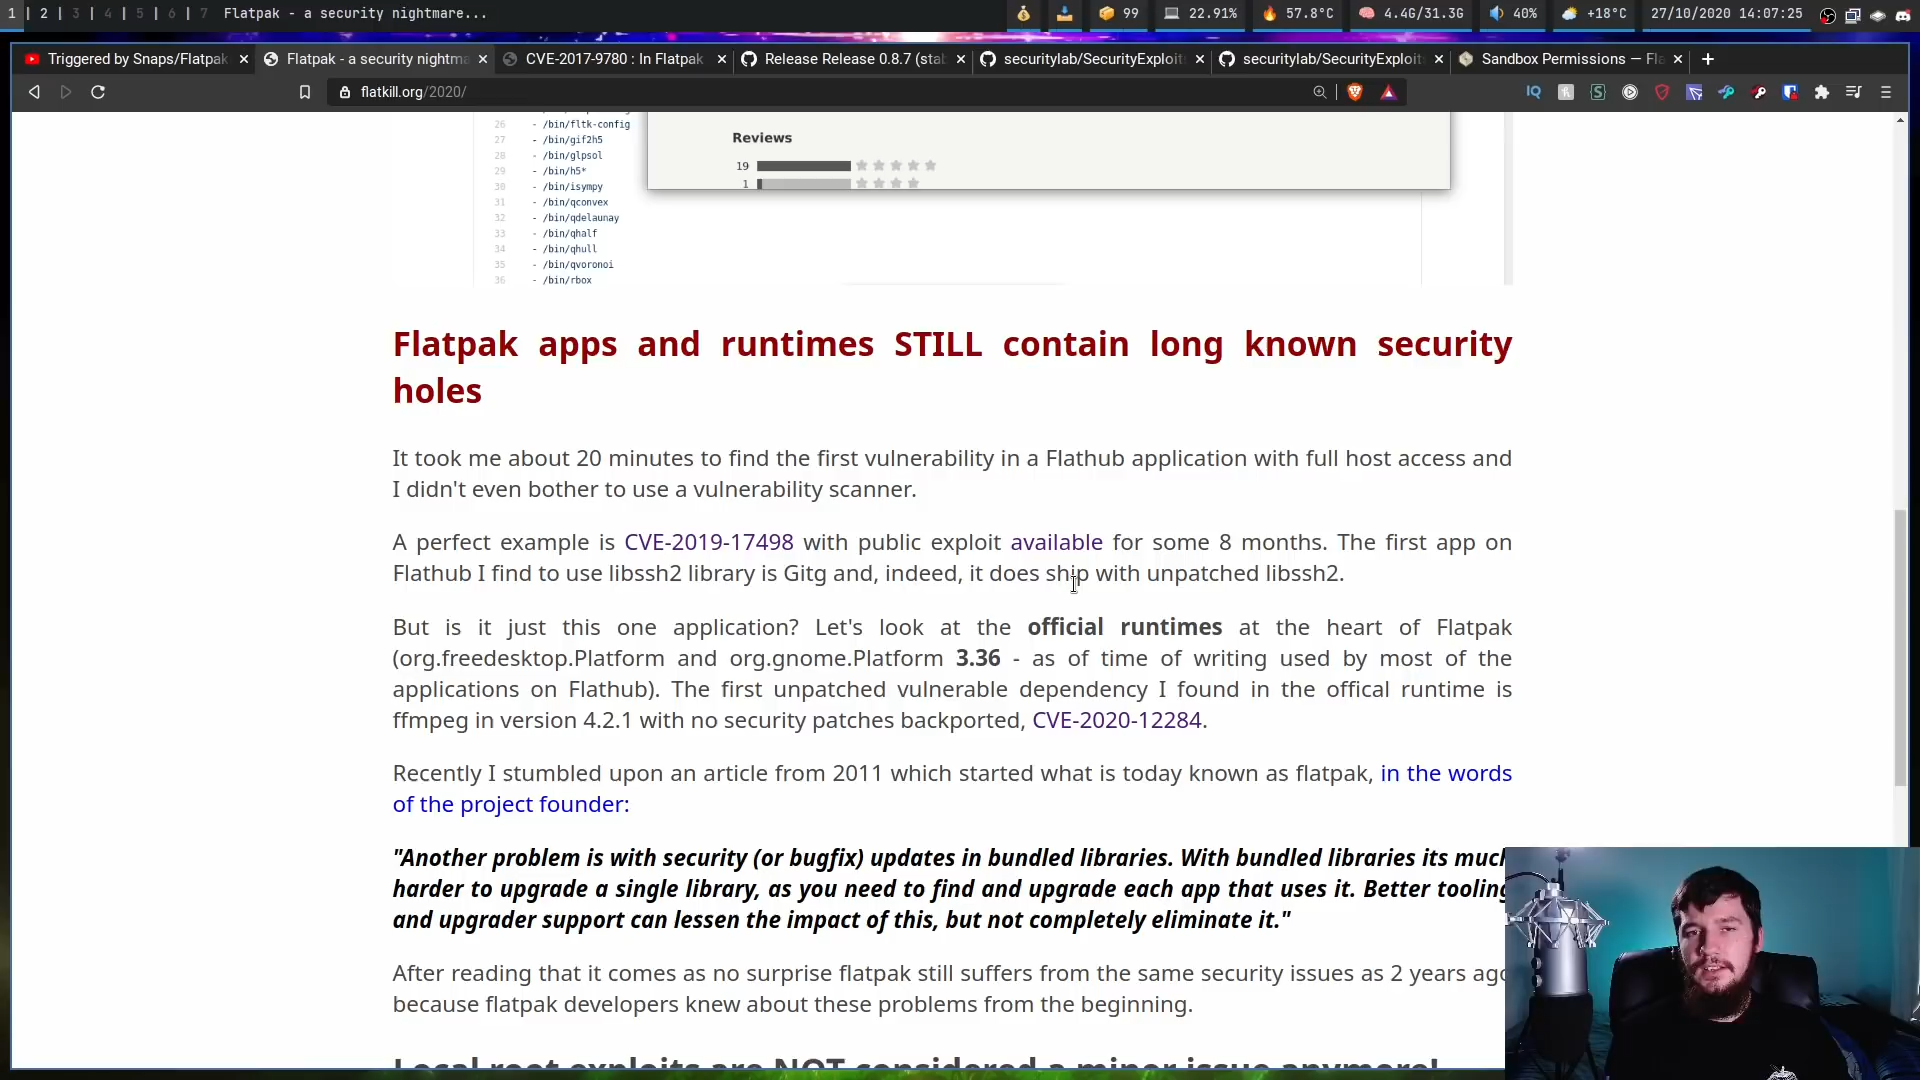 1 | 2 | 3 | 4 | 5 | 6 | 7 Flatpak - a security nightmare... 99 22.91% 57.8°C 4.4G/31.3G 40% +18°C 27/10/2020 14:07:25
Triggered by Snaps/Flatpak Flatpak - a security nightma CVE-2017-9780 : In Flatpak Release Release 0.8.7 (stab securitylab/SecurityExploit securitylab/SecurityExploit Sandbox Permissions — Fla
flatkill.org/2020/
26 - /bin/fltk-config
27 - /bin/gif2h5
28 - /bin/glpsol
29 - /bin/h5*
30 - /bin/isympy
31 - /bin/qconvex
32 - /bin/qdelaunay
33 - /bin/qhalf
34 - /bin/qhull
35 - /bin/qvoronoi
36 - /bin/rbox
Reviews
19
1
Flatpak apps and runtimes STILL contain long known security
holes
It took me about 20 minutes to find the first vulnerability in a Flathub application with full host access and
I didn't even bother to use a vulnerability scanner.
A perfect example is CVE-2019-17498 with public exploit available for some 8 months. The first app on
Flathub I find to use libssh2 library is Gitg and, indeed, it does ship with unpatched libssh2.
But is it just this one application? Let's look at the official runtimes at the heart of Flatpak
(org.freedesktop.Platform and org.gnome.Platform 3.36 - as of time of writing used by most of the
applications on Flathub). The first unpatched vulnerable dependency I found in the offical runtime is
ffmpeg in version 4.2.1 with no security patches backported, CVE-2020-12284.
Recently I stumbled upon an article from 2011 which started what is today known as flatpak, in the words
of the project founder:
"Another problem is with security (or bugfix) updates in bundled libraries. With bundled libraries its much
harder to upgrade a single library, as you need to find and upgrade each app that uses it. Better tooling
and upgrader support can lessen the impact of this, but not completely eliminate it."
After reading that it comes as no surprise flatpak still suffers from the same security issues as 2 years ago
because flatpak developers knew about these problems from the beginning.
Local root exploits are NOT considered a minor issue anymore!